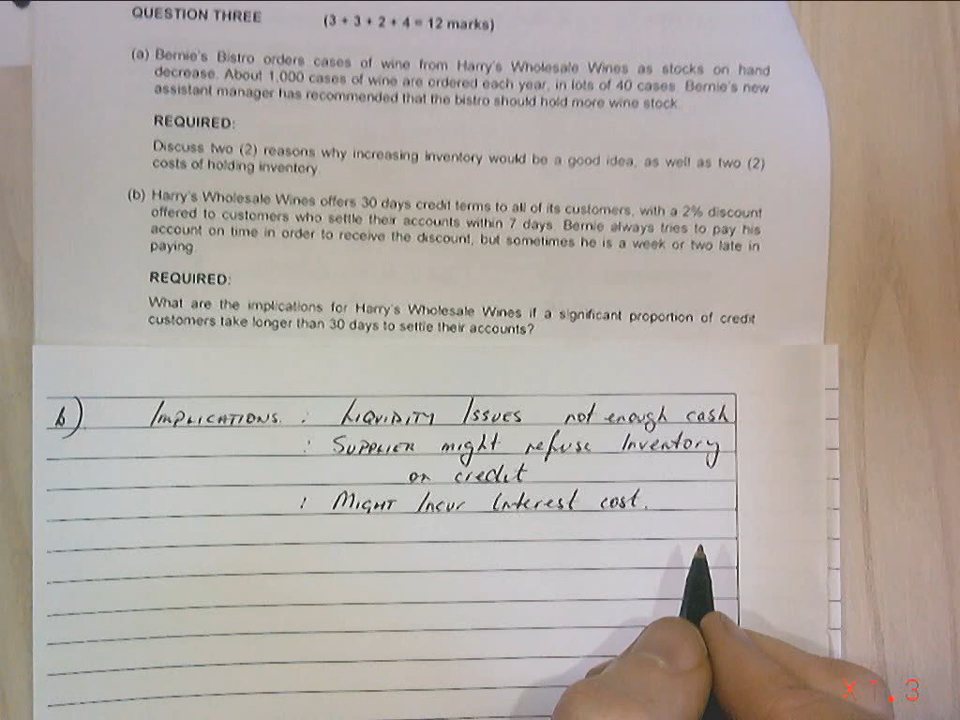 QUESTION THREE (3 + 3 + 2 + 4 = 12 marks)
(a) Bernie's Bistro orders cases of wine from Harry's Wholesale Wines as stocks on hand
decrease. About 1,000 cases of wine are ordered each year, in lots of 40 cases. Bernie's new
assistant manager has recommended that the bistro should hold more wine stock.
REQUIRED:
Discuss two (2) reasons why increasing inventory would be a good idea, as well as two (2)
costs of holding inventory.
(b) Harry's Wholesale Wines offers 30 days credit terms to all of its customers, with a 2% discount
offered to customers who settle their accounts within 7 days. Bernie always tries to pay his
account on time in order to receive the discount, but sometimes he is a week or two late in
paying.
REQUIRED:
What are the implications for Harry's Wholesale Wines if a significant proportion of credit
customers take longer than 30 days to settle their accounts?
b) IMPLICATIONS : LIQUIDITY ISSUES not enough cash
: SUPPLIER might refuse Inventory
on credit
: MIGHT Incur Interest cost.
X 1.3